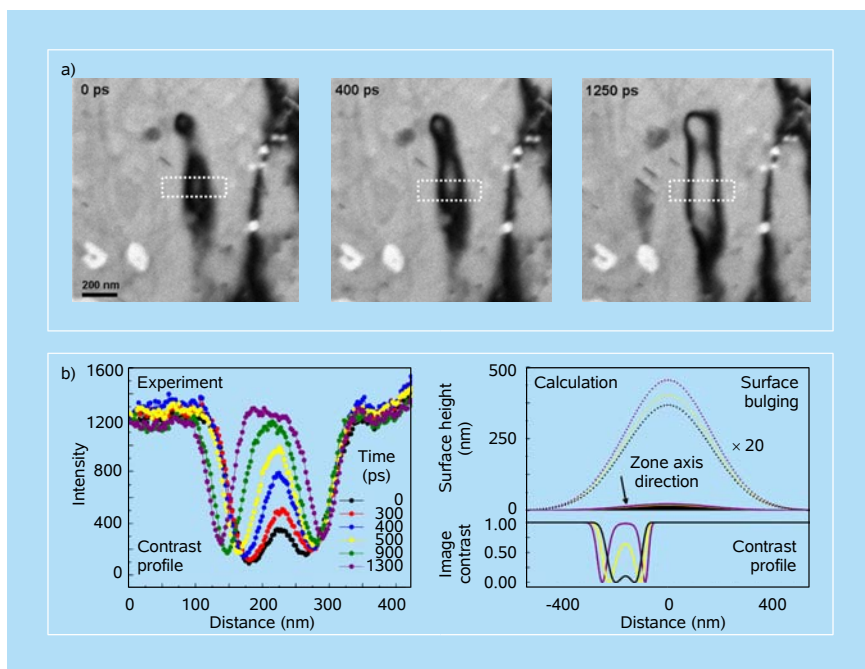 a)
0 ps
400 ps
1250 ps
200 nm
b)
1600
1200
800
400
0
Intensity
Experiment
Contrast
profile
Time
(ps)
0
300
400
500
900
1300
0 100 200 300 400
Distance (nm)
500
250
0
Surface height
(nm)
Calculation
Surface
bulging
× 20
Zone axis
direction
1.00
0.50
0.00
Image
contrast
Contrast
profile
-400 0 400
Distance (nm)